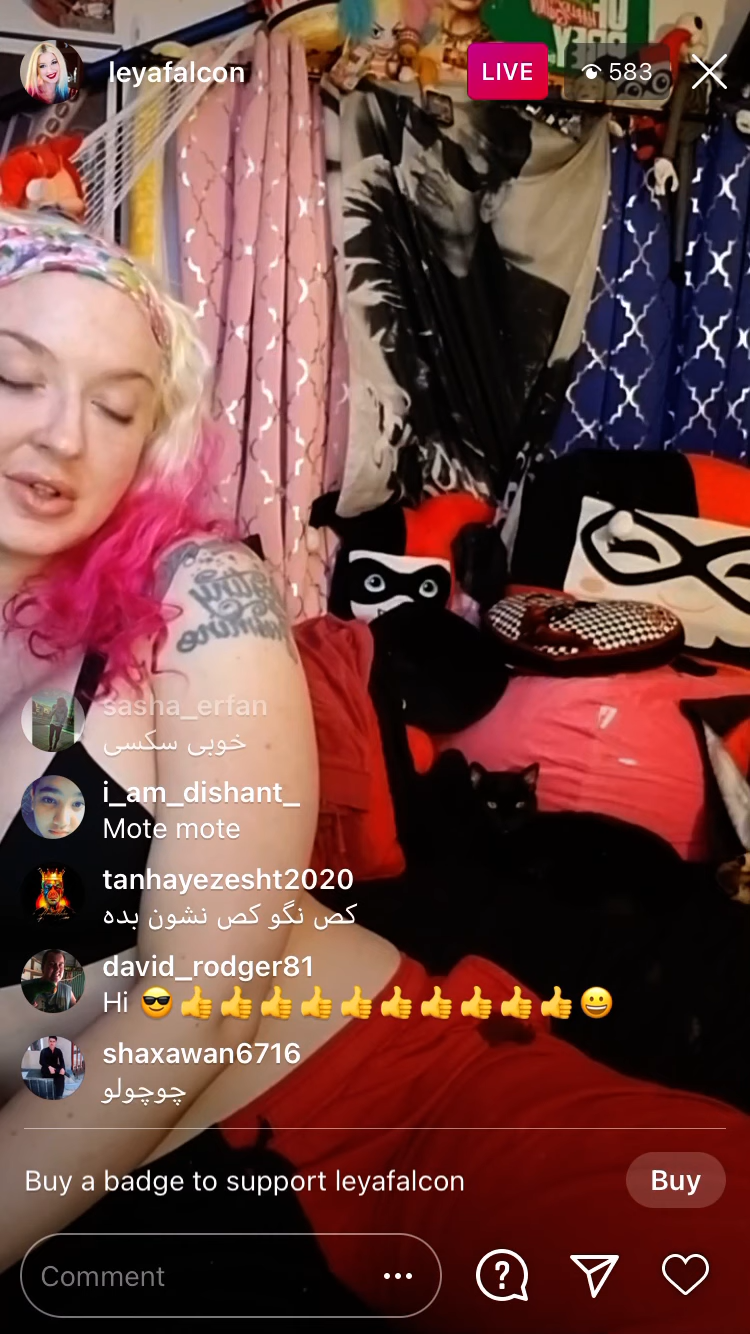 leyafalcon
LIVE
583
sasha_erfan
خوبی سکسی
i_am_dishant_
Mote mote
tanhayezesht2020
کص نگو کص نشون بده
david_rodger81
Hi 😎👍👍👍👍👍👍👍👍👍👍😀
shaxawan6716
چوچولو
Buy a badge to support leyafalcon
Buy
Comment